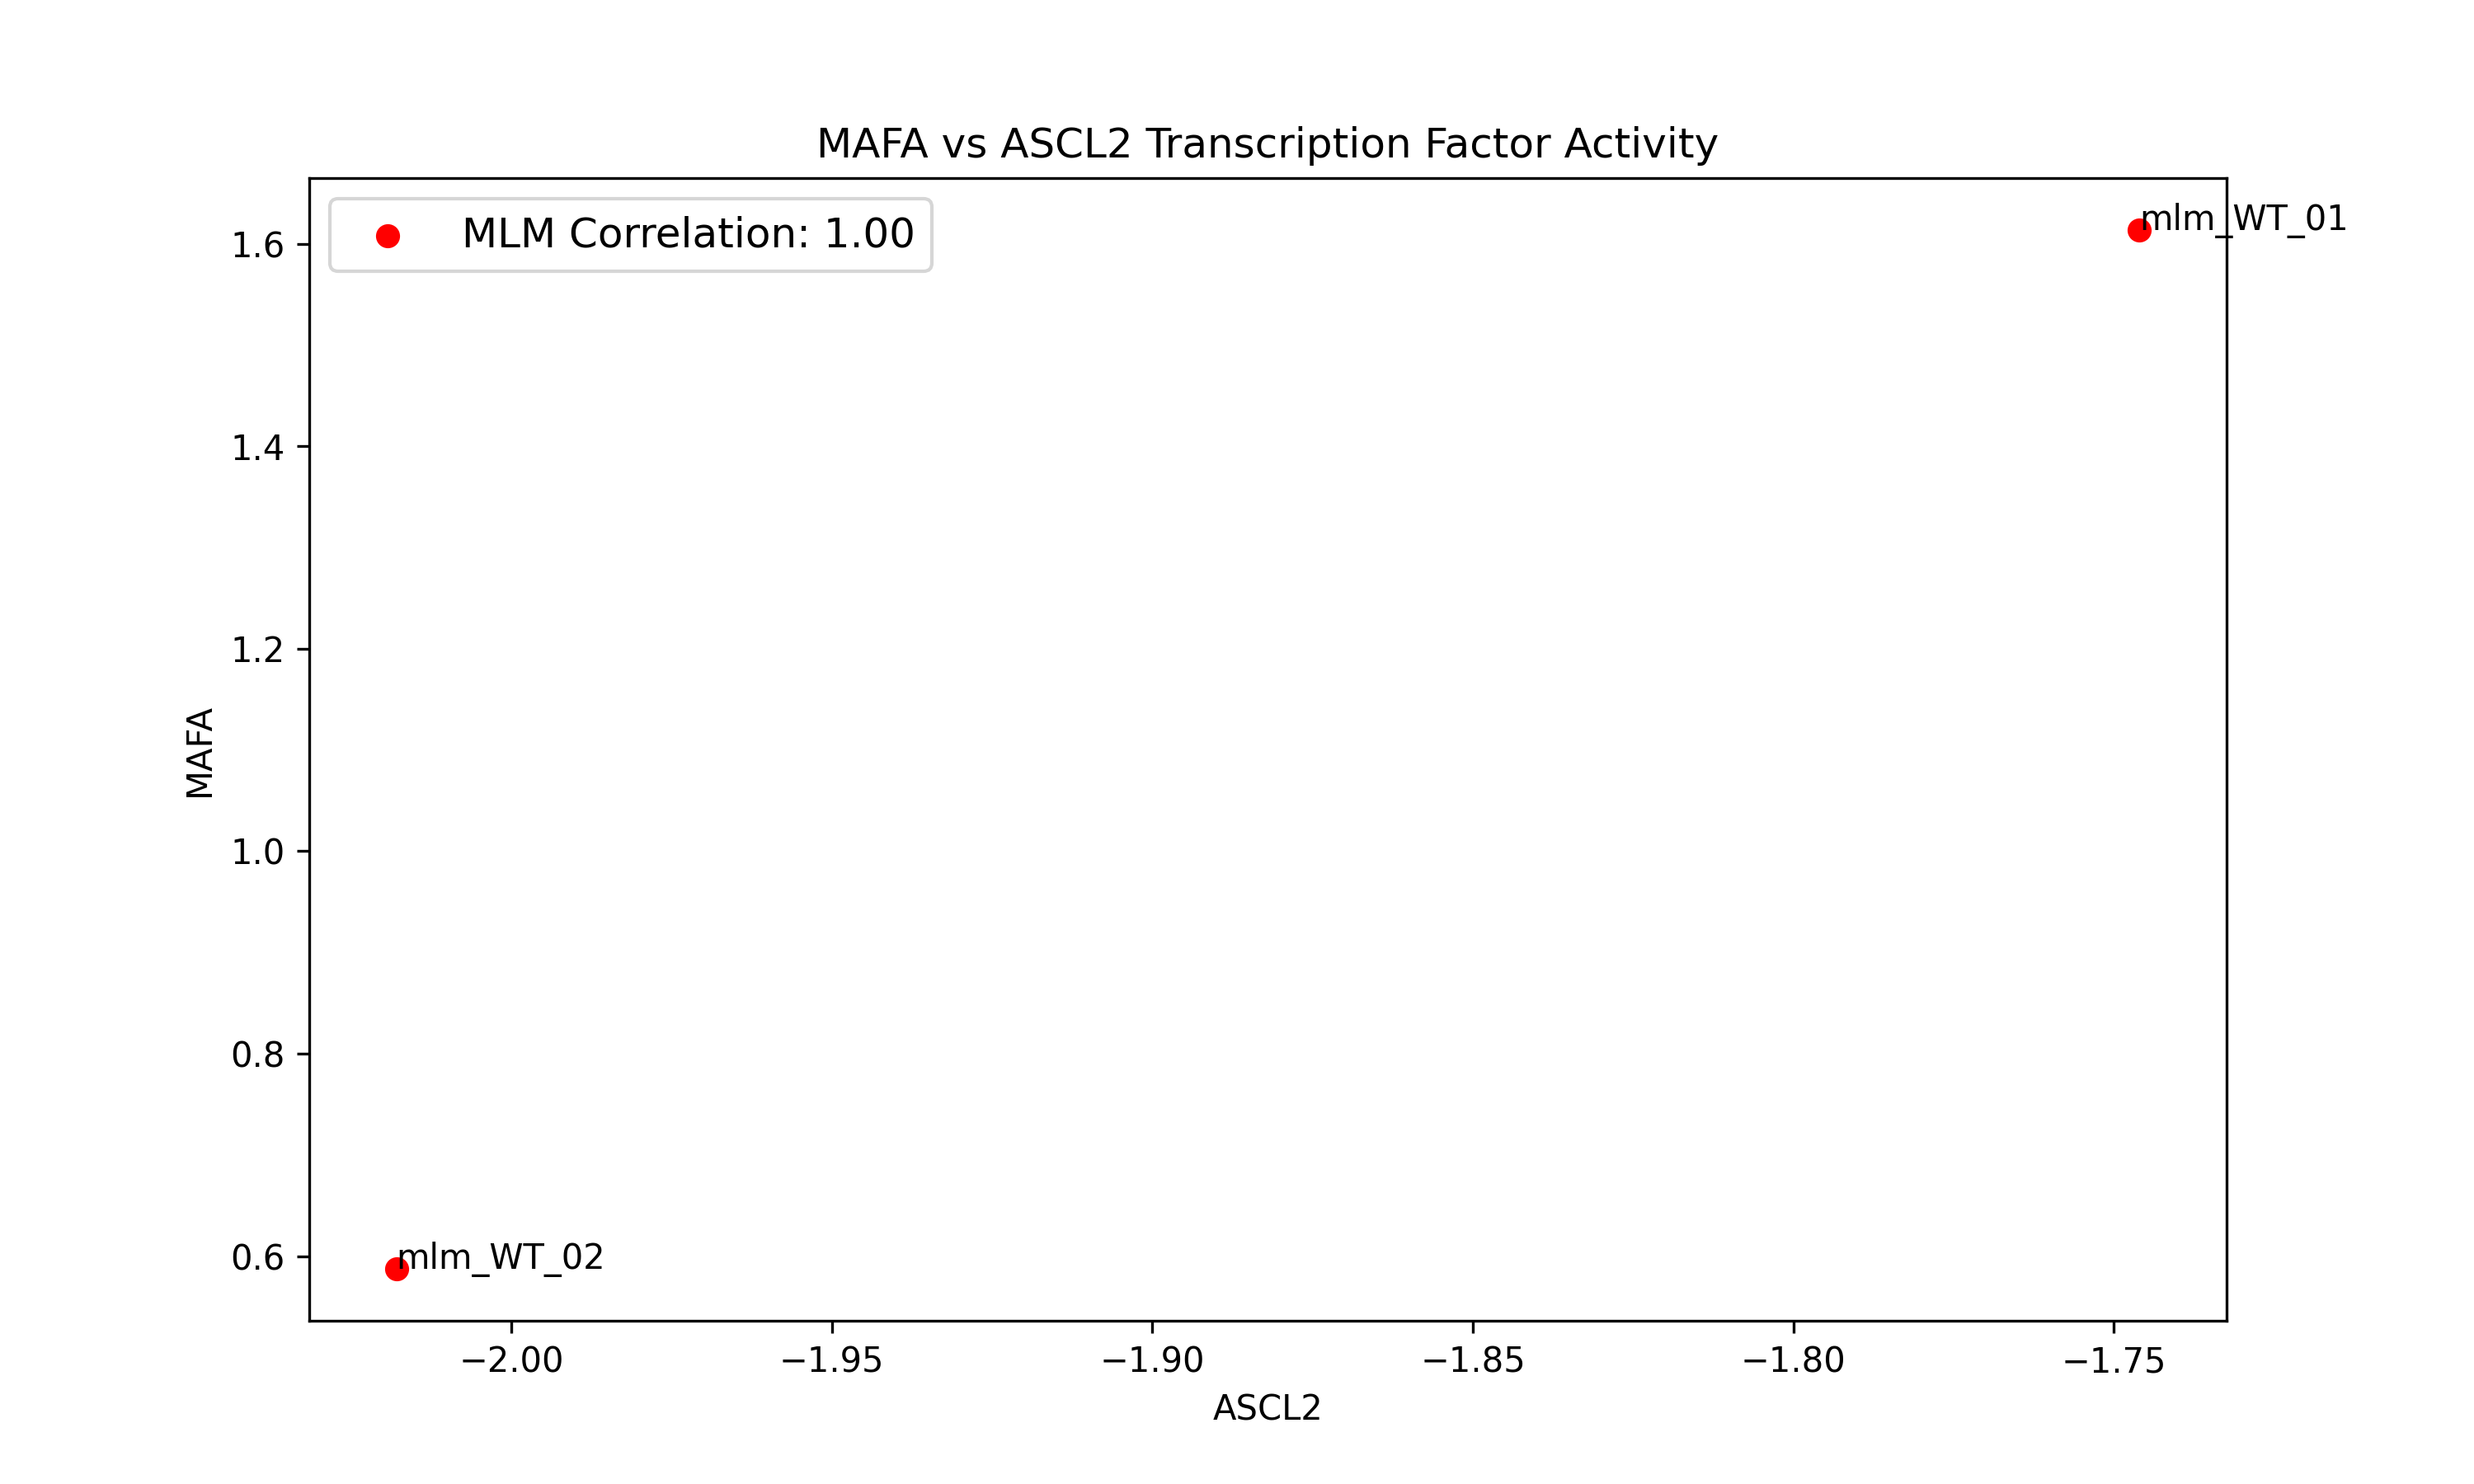 MAFA vs ASCL2 Transcription Factor Activity
MLM Correlation: 1.00
mlm_WT_01
1.6
1.4
1.2
1.0
0.8
0.6
MAFA
mlm_WT_02
−2.00
−1.95
−1.90
−1.85
−1.80
−1.75
ASCL2